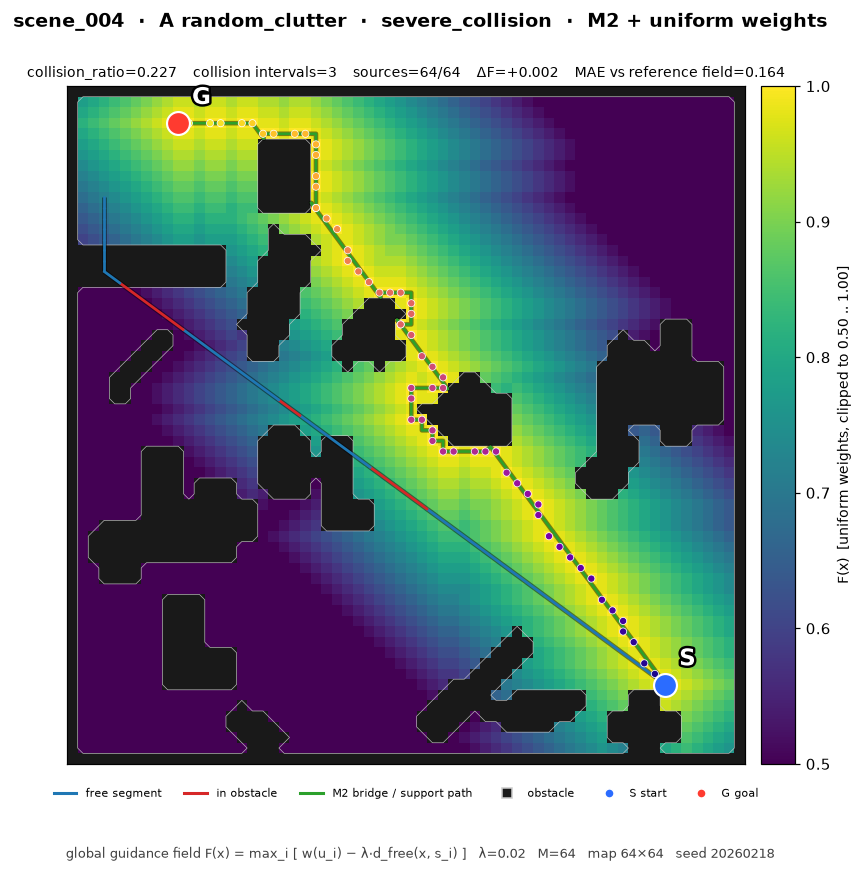 scene_004 · A random_clutter · severe_collision · M2 + uniform weights
collision_ratio=0.227 collision intervals=3 sources=64/64 ΔF=+0.002 MAE vs reference field=0.164
G
S
1.0
0.9
0.8
0.7
0.6
0.5
F(x) [uniform weights, clipped to 0.50 .. 1.00]
free segment
in obstacle
M2 bridge / support path
obstacle
S start
G goal
global guidance field F(x) = max_i [ w(u_i) − λ·d_free(x, s_i) ] λ=0.02 M=64 map 64×64 seed 20260218